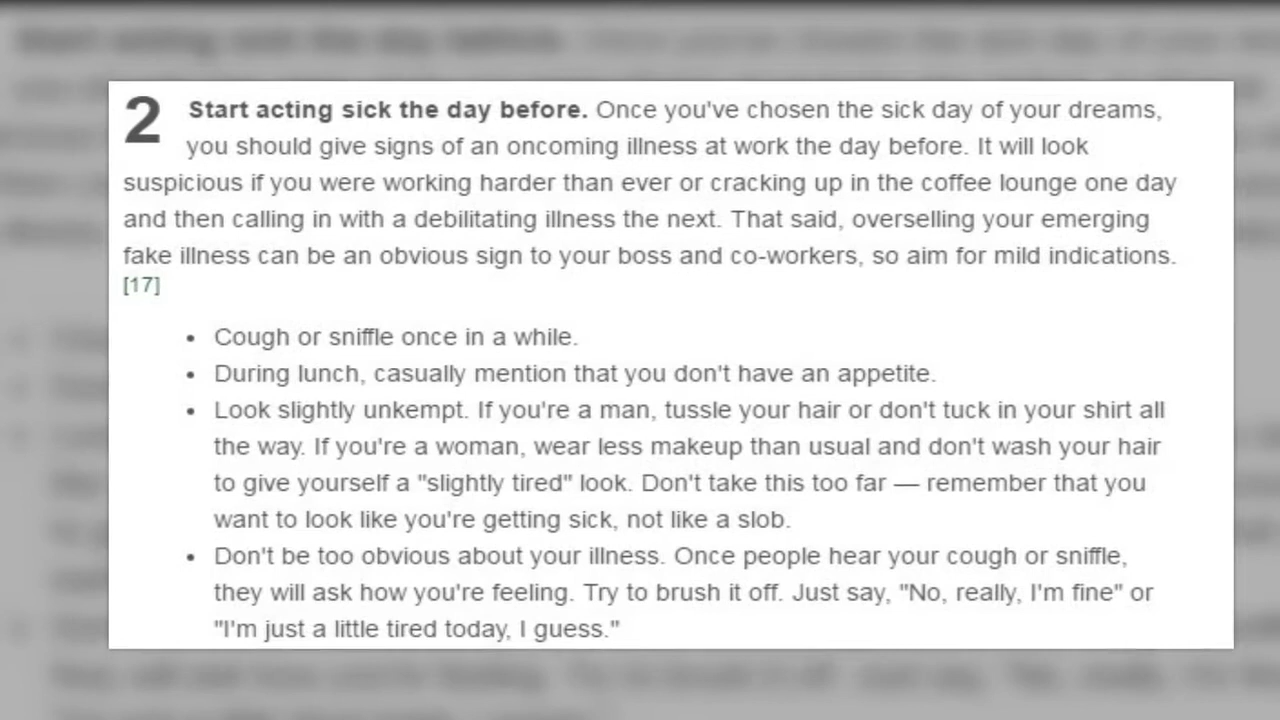 2 Start acting sick the day before. Once you've chosen the sick day of your dreams,
you should give signs of an oncoming illness at work the day before. It will look
suspicious if you were working harder than ever or cracking up in the coffee lounge one day
and then calling in with a debilitating illness the next. That said, overselling your emerging
fake illness can be an obvious sign to your boss and co-workers, so aim for mild indications.
[17]
• Cough or sniffle once in a while.
• During lunch, casually mention that you don't have an appetite.
• Look slightly unkempt. If you're a man, tussle your hair or don't tuck in your shirt all
the way. If you're a woman, wear less makeup than usual and don't wash your hair
to give yourself a "slightly tired" look. Don't take this too far — remember that you
want to look like you're getting sick, not like a slob.
• Don't be too obvious about your illness. Once people hear your cough or sniffle,
they will ask how you're feeling. Try to brush it off. Just say, "No, really, I'm fine" or
"I'm just a little tired today, I guess."